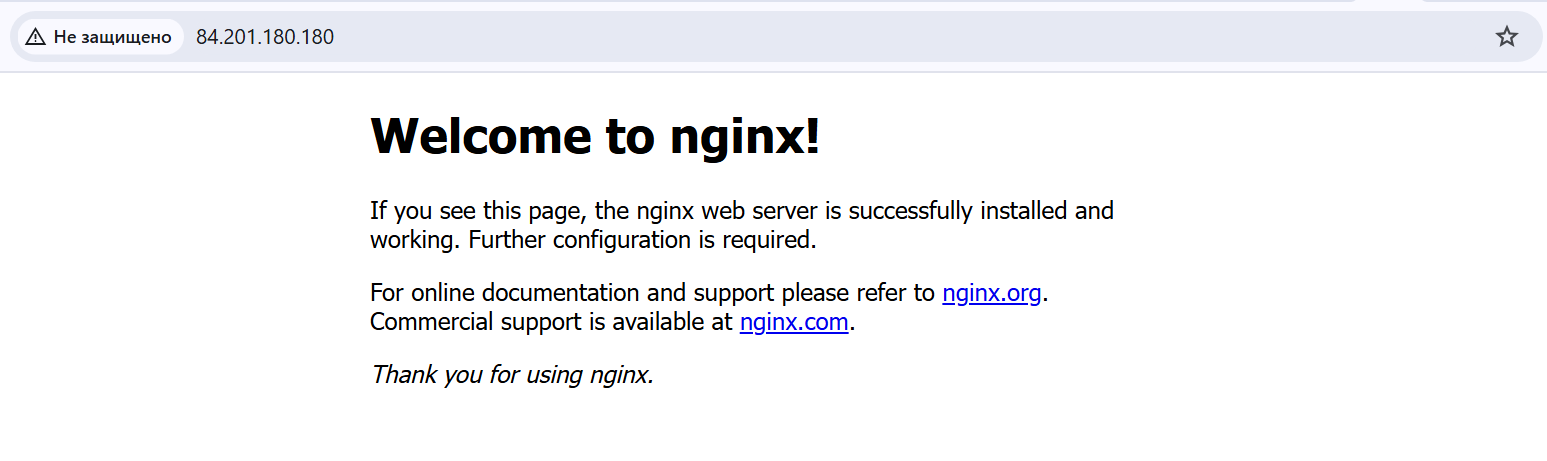 Не защищено 84.201.180.180
Welcome to nginx!
If you see this page, the nginx web server is successfully installed and
working. Further configuration is required.
For online documentation and support please refer to nginx.org.
Commercial support is available at nginx.com.
Thank you for using nginx.